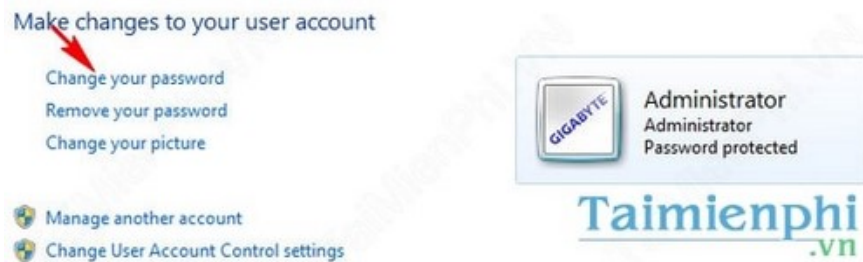 Make changes to your user account
Change your password
Remove your password
Change your picture
Manage another account
Change User Account Control settings
GIGABYTE
Administrator
Administrator
Password protected
Taimienphi
.vn